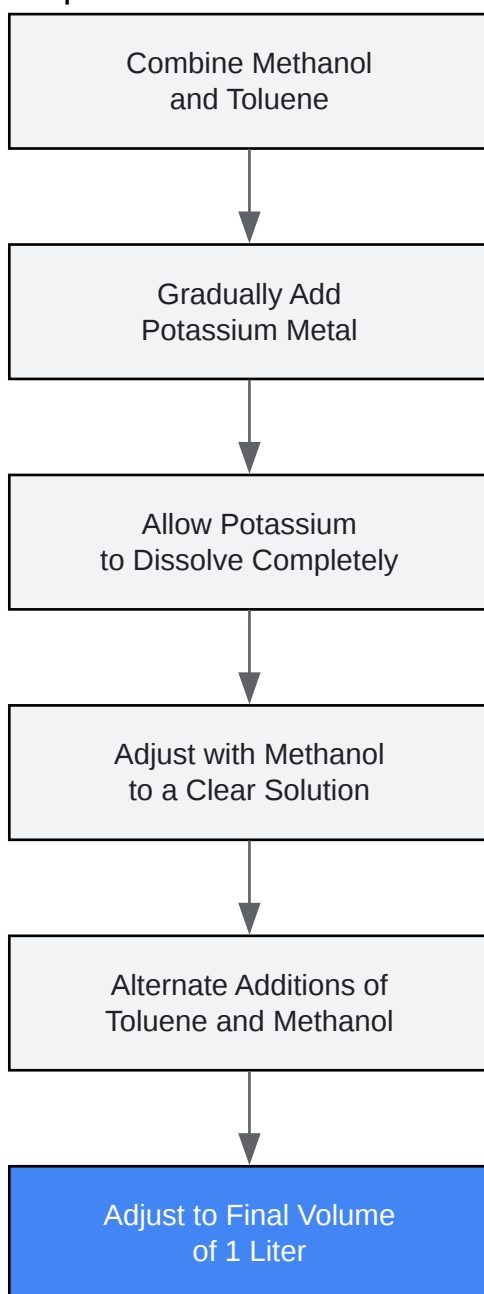 Combine Methanol
and Toluene
Gradually Add
Potassium Metal
Allow Potassium
to Dissolve Completely
Adjust with Methanol
to a Clear Solution
Alternate Additions of
Toluene and Methanol
Adjust to Final Volume
of 1 Liter